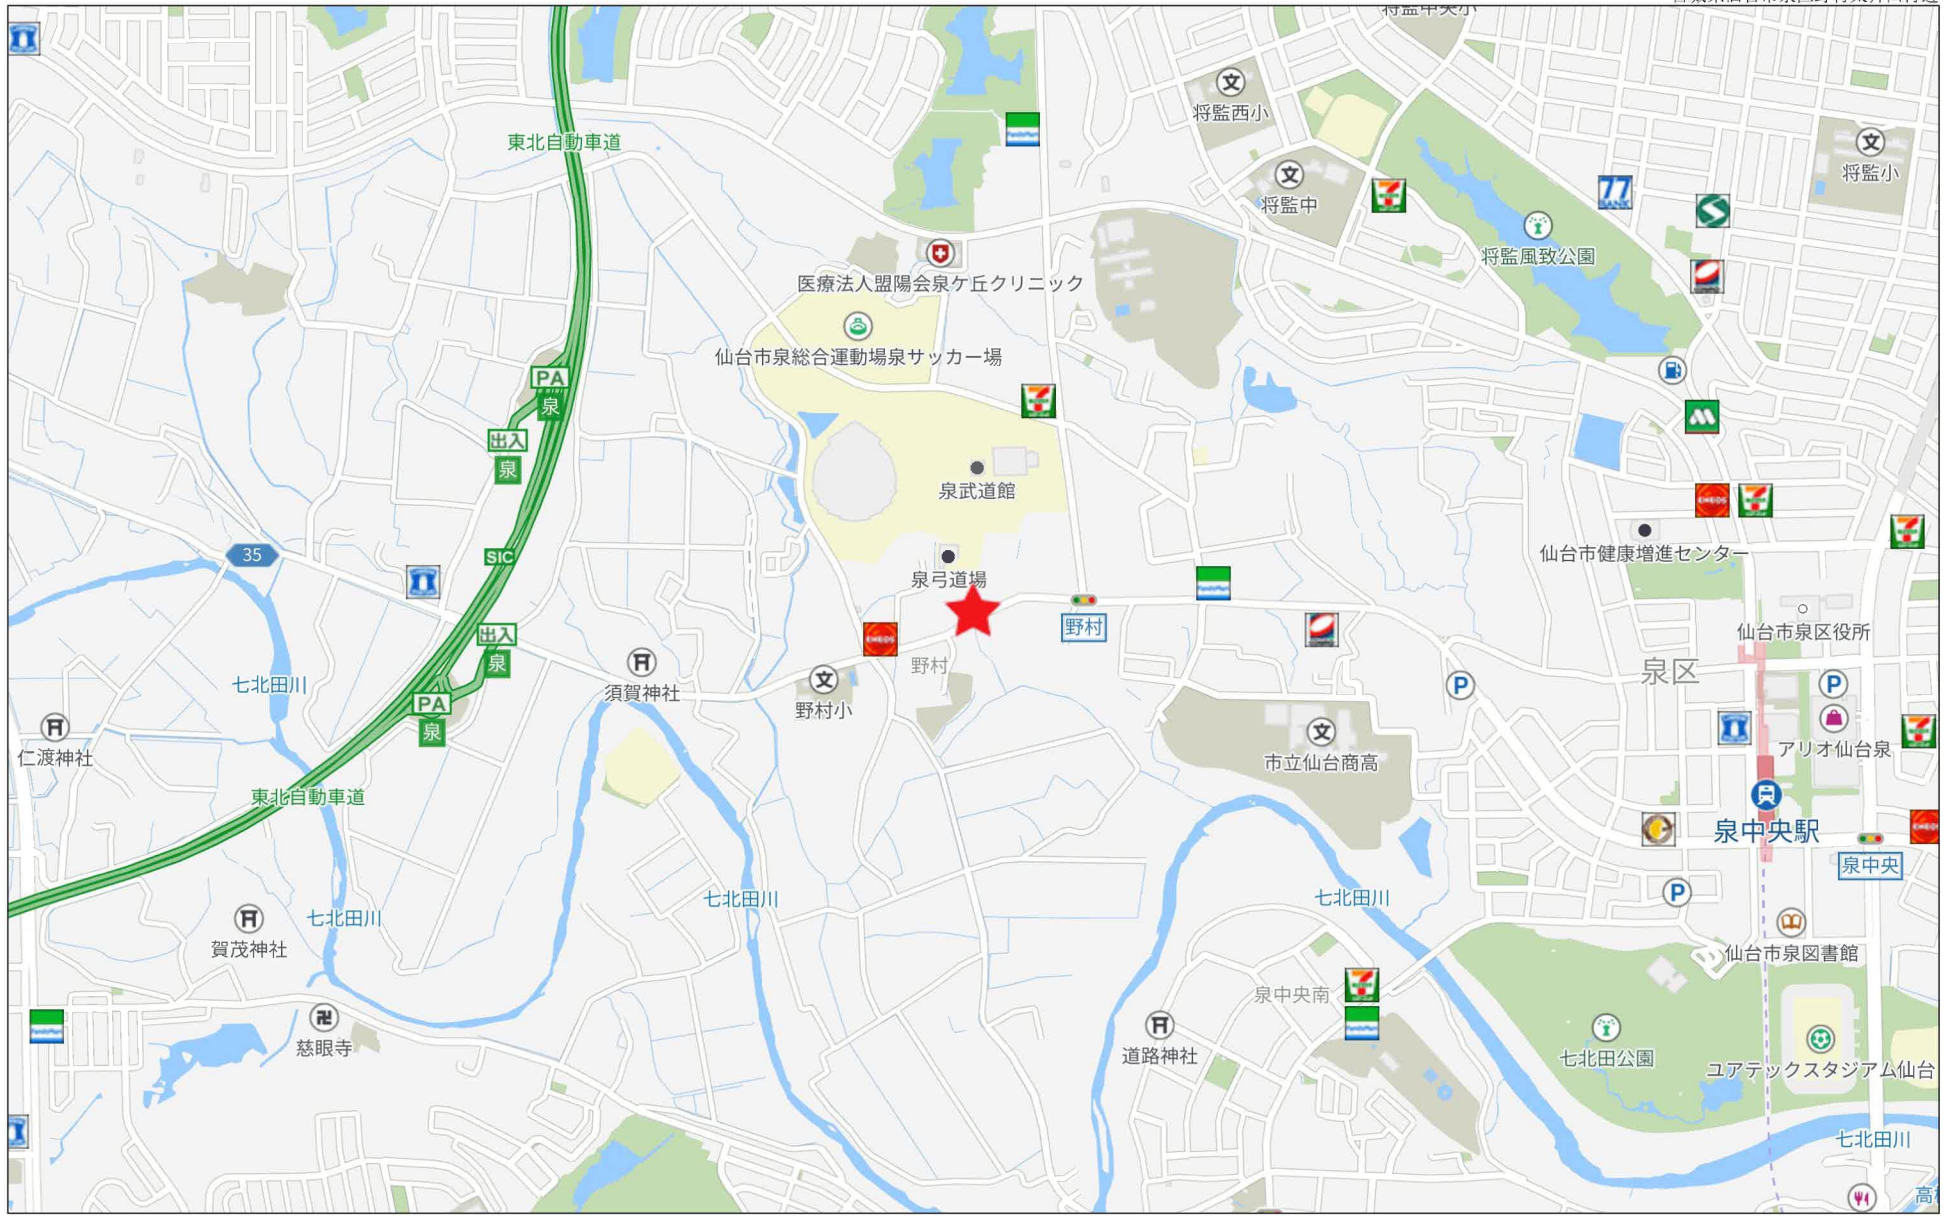 将監中央小
東北自動車道
将監西小
将監小
将監中
77
BANK
将監風致公園
医療法人盟陽会泉ケ丘クリニック
仙台市泉総合運動場泉サッカー場
PA
泉
出入
泉
泉武道館
ENEOS
35
SIC
仙台市健康増進センター
泉弓道場
野村
仙台市泉区役所
出入
泉
ENEOS
野村
泉区
P
P
七北田川
須賀神社
PA
泉
野村小
仁渡神社
市立仙台商高
アリオ仙台泉
東北自動車道
泉中央駅
ENEOS
泉中央
七北田川
七北田川
七北田川
P
賀茂神社
仙台市泉図書館
泉中央南
慈眼寺
道路神社
七北田公園
ユアテックスタジアム仙台
七北田川